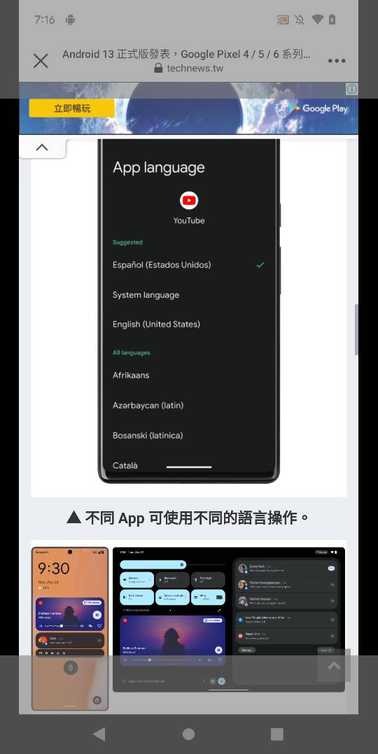 7:16
Android 13 正式版發表，Google Pixel 4 / 5 / 6 系列...
technews.tw
立即暢玩
Google Play
App language
YouTube
Suggested
Español (Estados Unidos)
System language
English (United States)
All languages
Afrikaans
Azərbaycan (latın)
Bosanski (latinica)
Català
▲ 不同 App 可使用不同的語言操作。
9:30